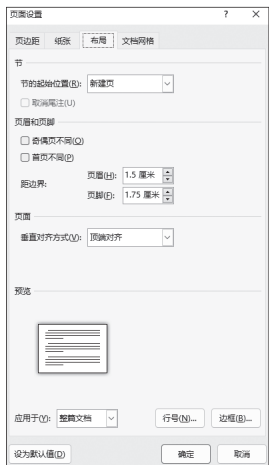 页面设置 ? X
页边距 纸张 布局 文档网格
节
节的起始位置(R): 新建页
取消尾注(U)
页眉和页脚
奇偶页不同(O)
首页不同(P)
距边界: 页眉(H): 1.5 厘米
页脚(F): 1.75 厘米
页面
垂直对齐方式(V): 顶端对齐
预览
应用于(Y): 整篇文档 行号(N)... 边框(B)...
设为默认值(D) 确定 取消